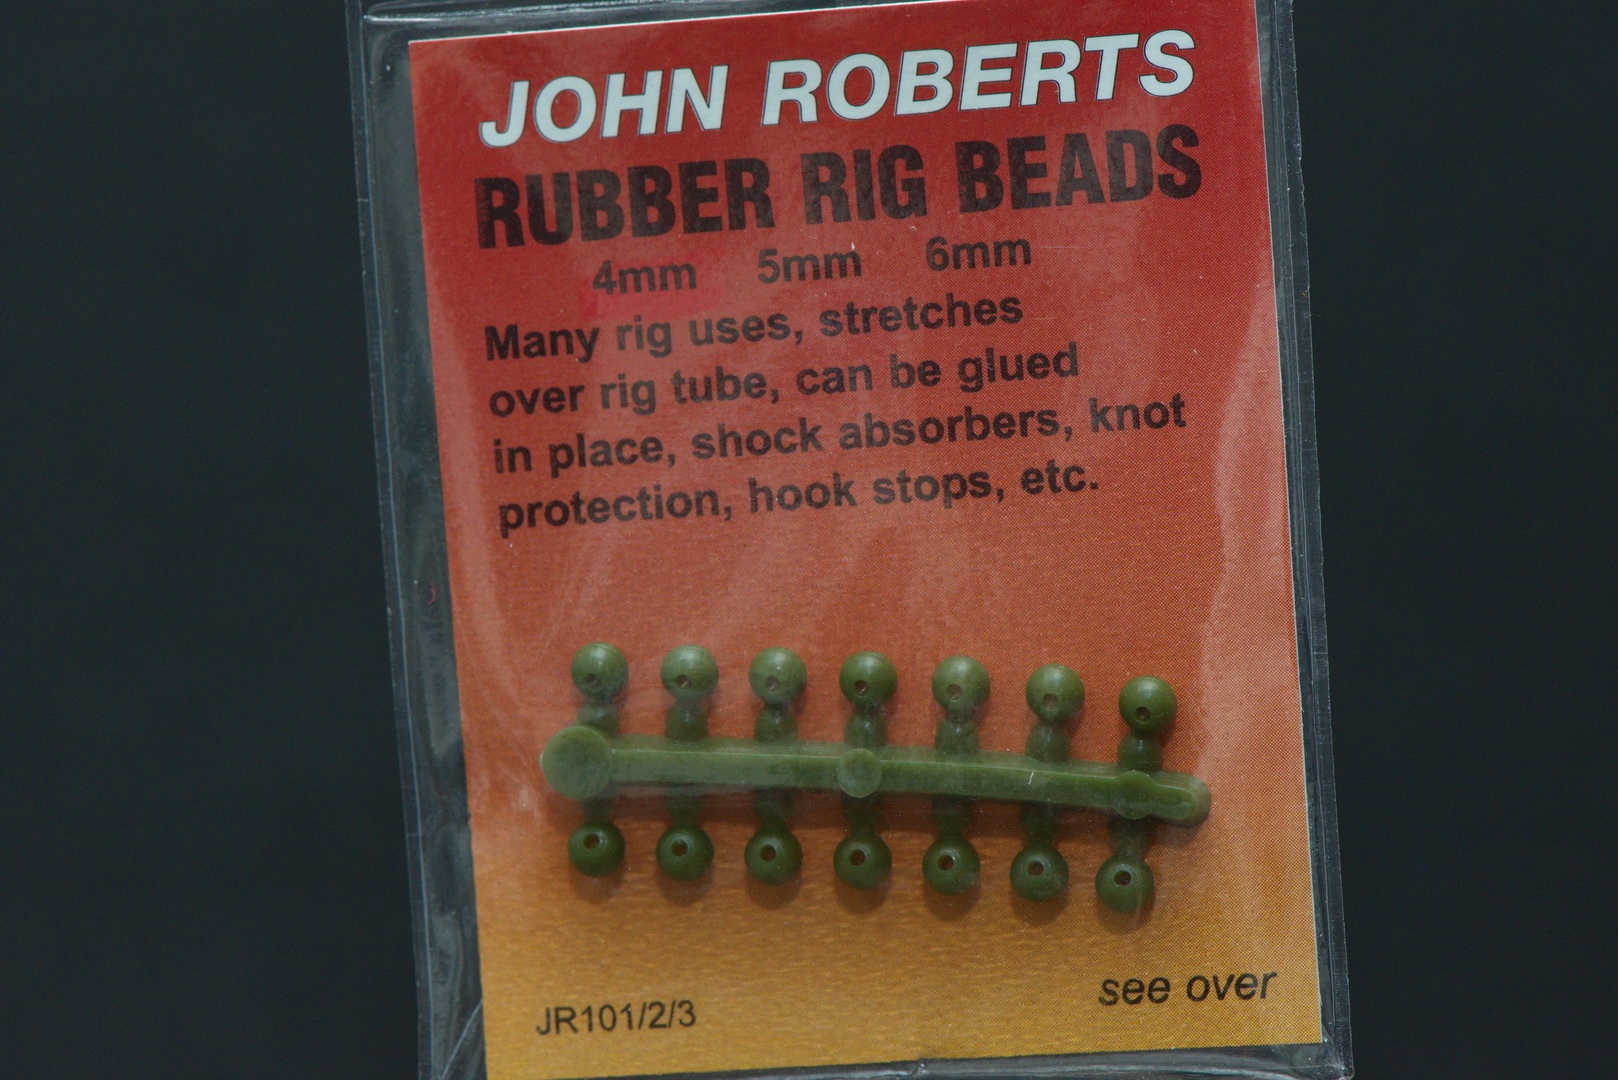 JOHN ROBERTS
RUBBER RIG BEADS
4mm 5mm 6mm
Many rig uses, stretches
over rig tube, can be glued
in place, shock absorbers, knot
protection, hook stops, etc.
see over
JR101/2/3